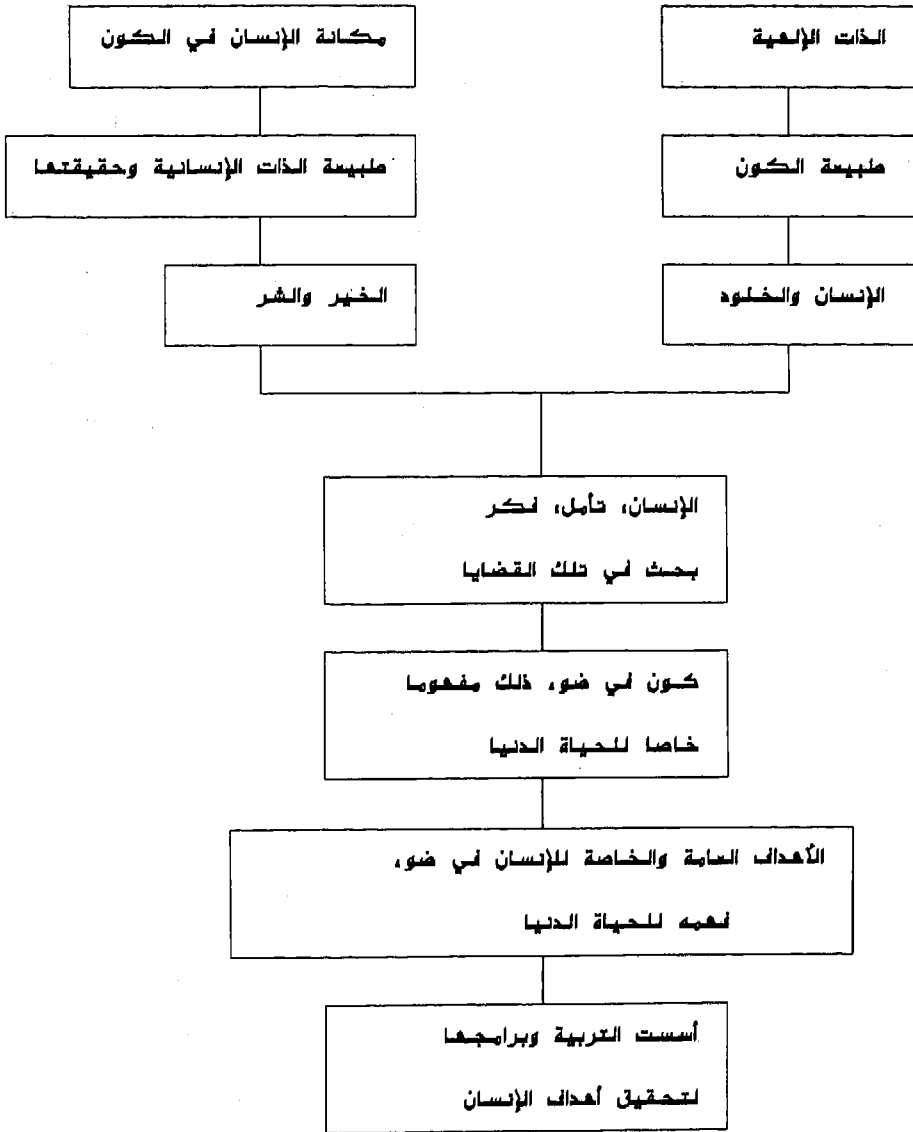 الذات الإلهية
مكانة الإنسان في الكون
طبيعة الكون
طبيعة الذات الإنسانية وحقيقتها
الإنسان والخلود
الخير والشر
الإنسان، تأمل، فكر
بحث في تلك القضايا
كون في ضوء ذلك مفهوما
خاصا للحياة الدنيا
الأهداف العامة والخاصة للإنسان في ضوء
فهمه للحياة الدنيا
أسست التربية وبرامجها
لتحقيق أهداف الإنسان